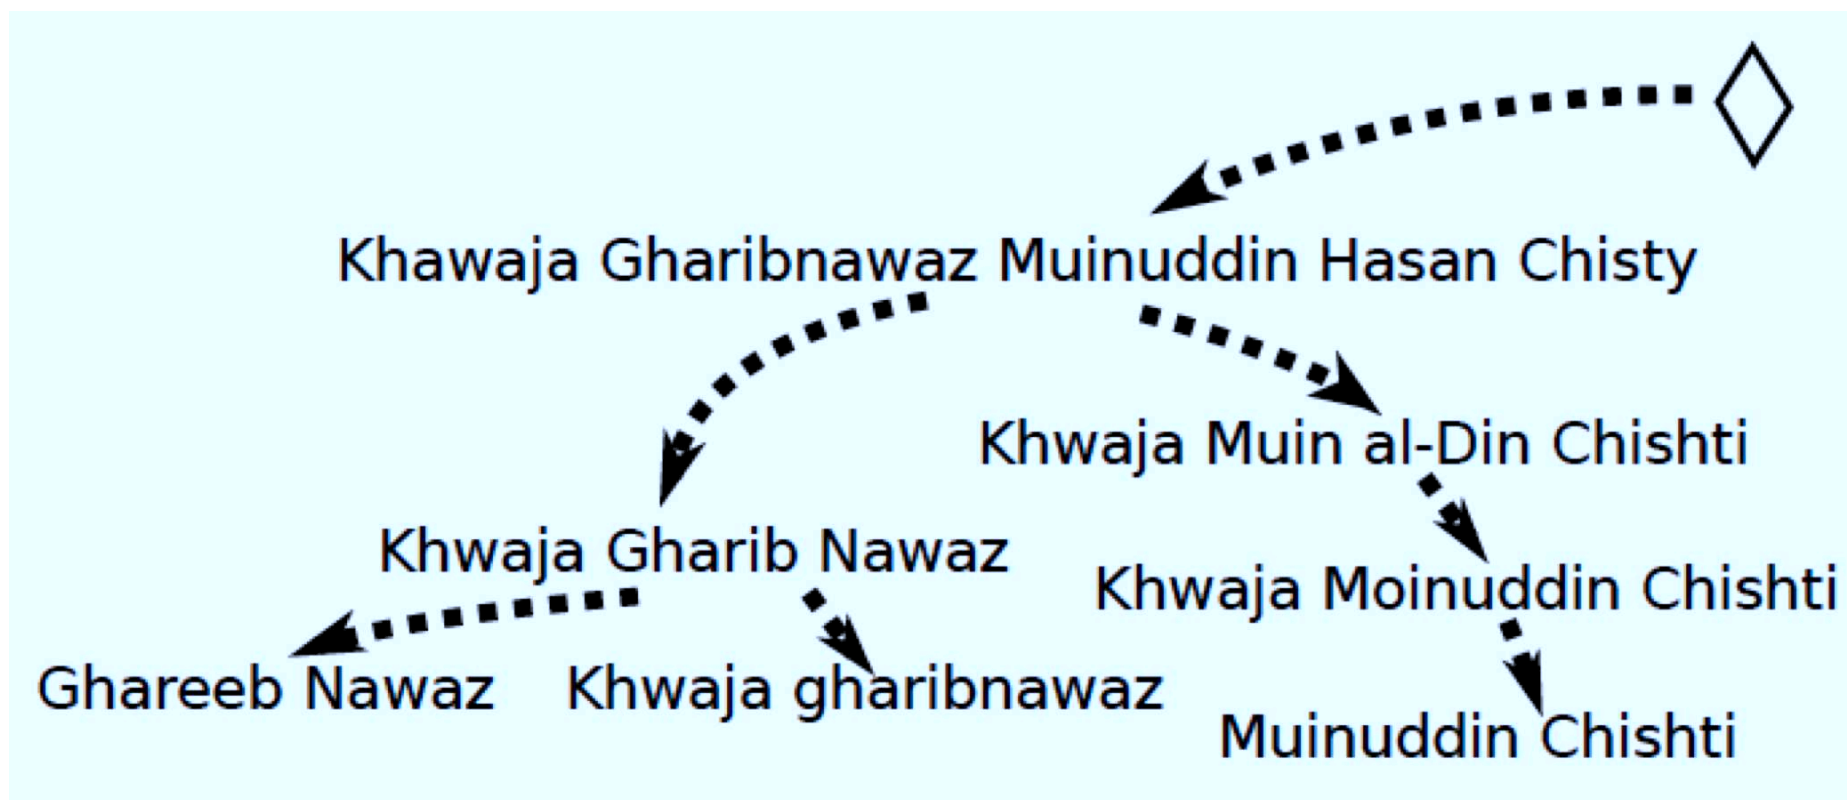 Khawaja Gharibnawaz Muinuddin Hasan Chisty
Khwaja Muin al-Din Chishti
Khwaja Gharib Nawaz
Khwaja Moinuddin Chishti
Ghareeb Nawaz
Khwaja gharibnawaz
Muinuddin Chishti